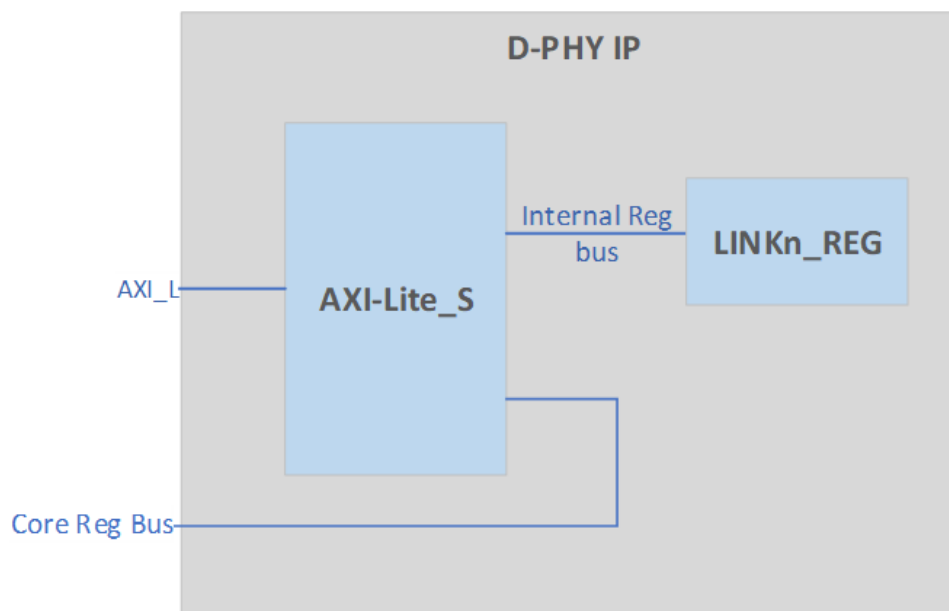 D-PHY IP
Internal Reg
bus
LINKn_REG
AXI_L
AXI-Lite_S
Core Reg Bus